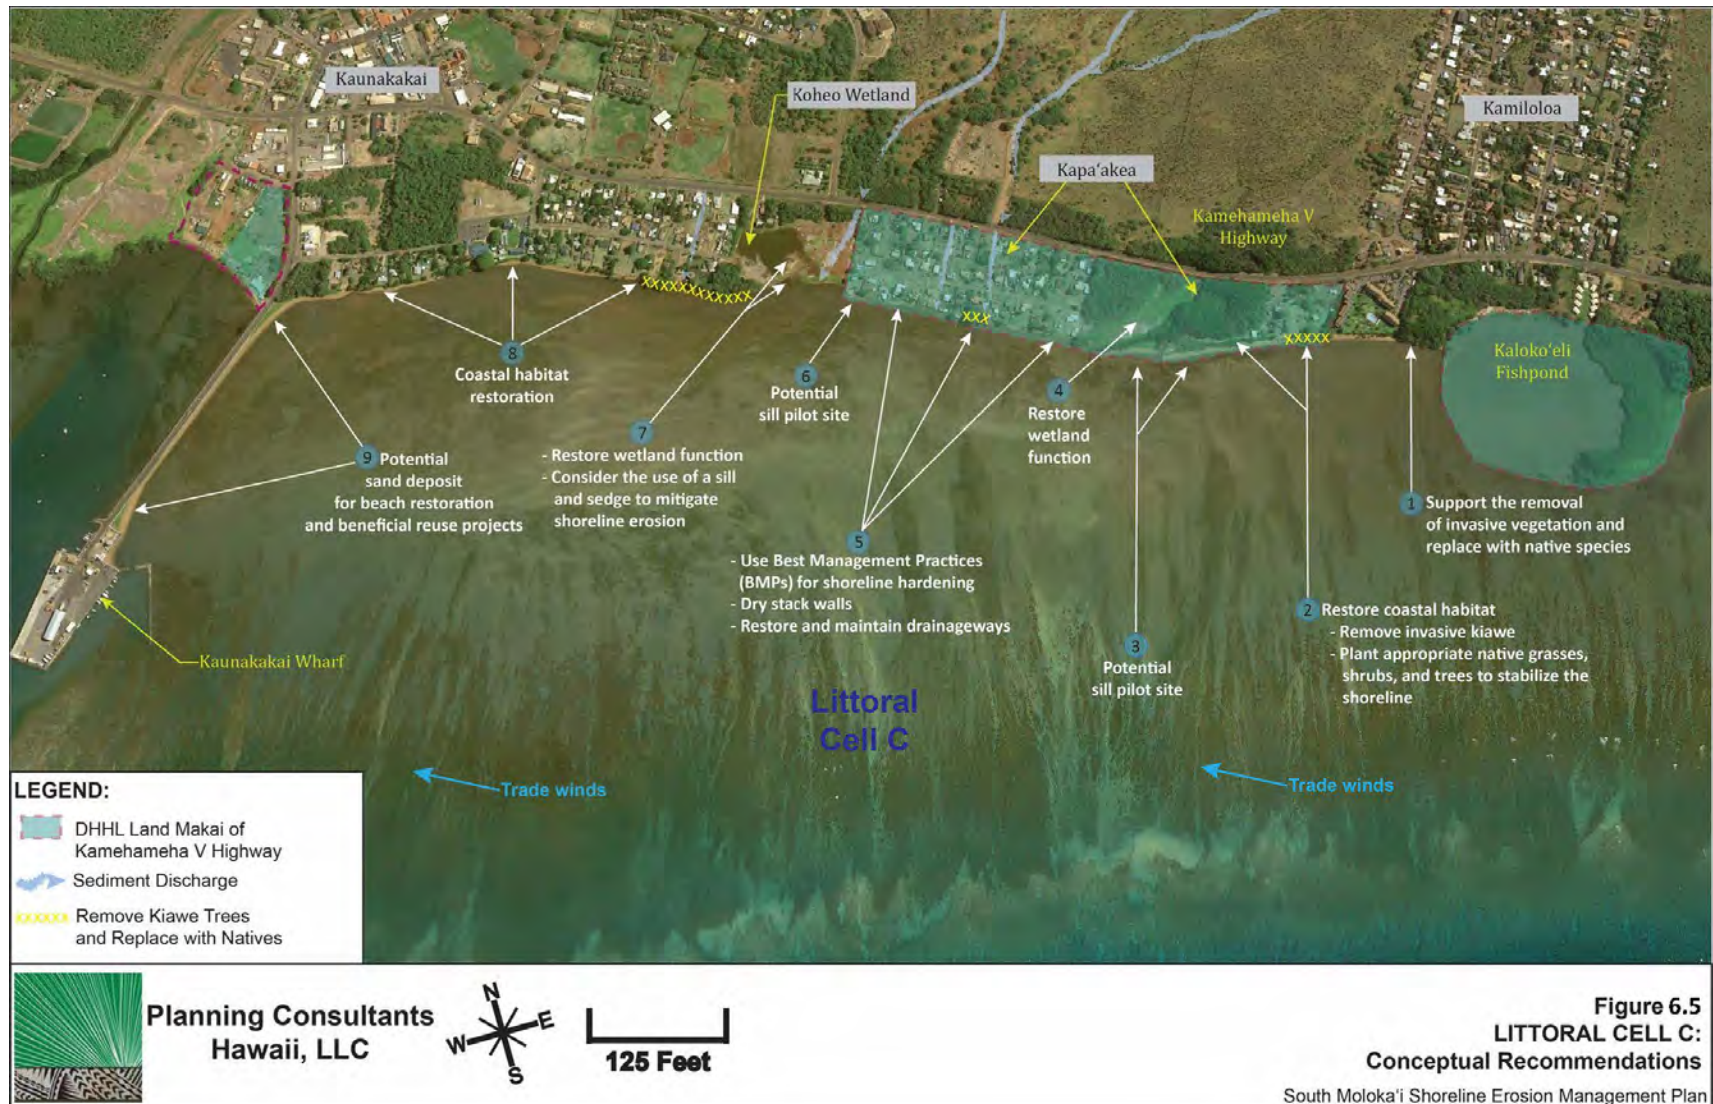 Kaunakakai
Koheo Wetland
Kapa‘akea
Kamiloloa
Kamehameha V
Highway
Kaloko‘eli
Fishpond
8
Coastal habitat
restoration
6
Potential
sill pilot site
4
Restore
wetland
function
7
- Restore wetland function
- Consider the use of a sill
and sedge to mitigate
shoreline erosion
9 Potential
sand deposit
for beach restoration
and beneficial reuse projects
5
- Use Best Management Practices
(BMPs) for shoreline hardening
- Dry stack walls
- Restore and maintain drainageways
1 Support the removal
of invasive vegetation and
replace with native species
2 Restore coastal habitat
- Remove invasive kiawe
- Plant appropriate native grasses,
shrubs, and trees to stabilize the
shoreline
3
Potential
sill pilot site
XXXXXXXXXXXXX
XXX
XXXXX
Kaunakakai Wharf
Littoral
Cell C
Trade winds
Trade winds
LEGEND:
DHHL Land Makai of
Kamehameha V Highway
Sediment Discharge
XXXXXX Remove Kiawe Trees
and Replace with Natives
Planning Consultants
Hawaii, LLC
N
W E
S
125 Feet
Figure 6.5
LITTORAL CELL C:
Conceptual Recommendations
South Moloka‘i Shoreline Erosion Management Plan